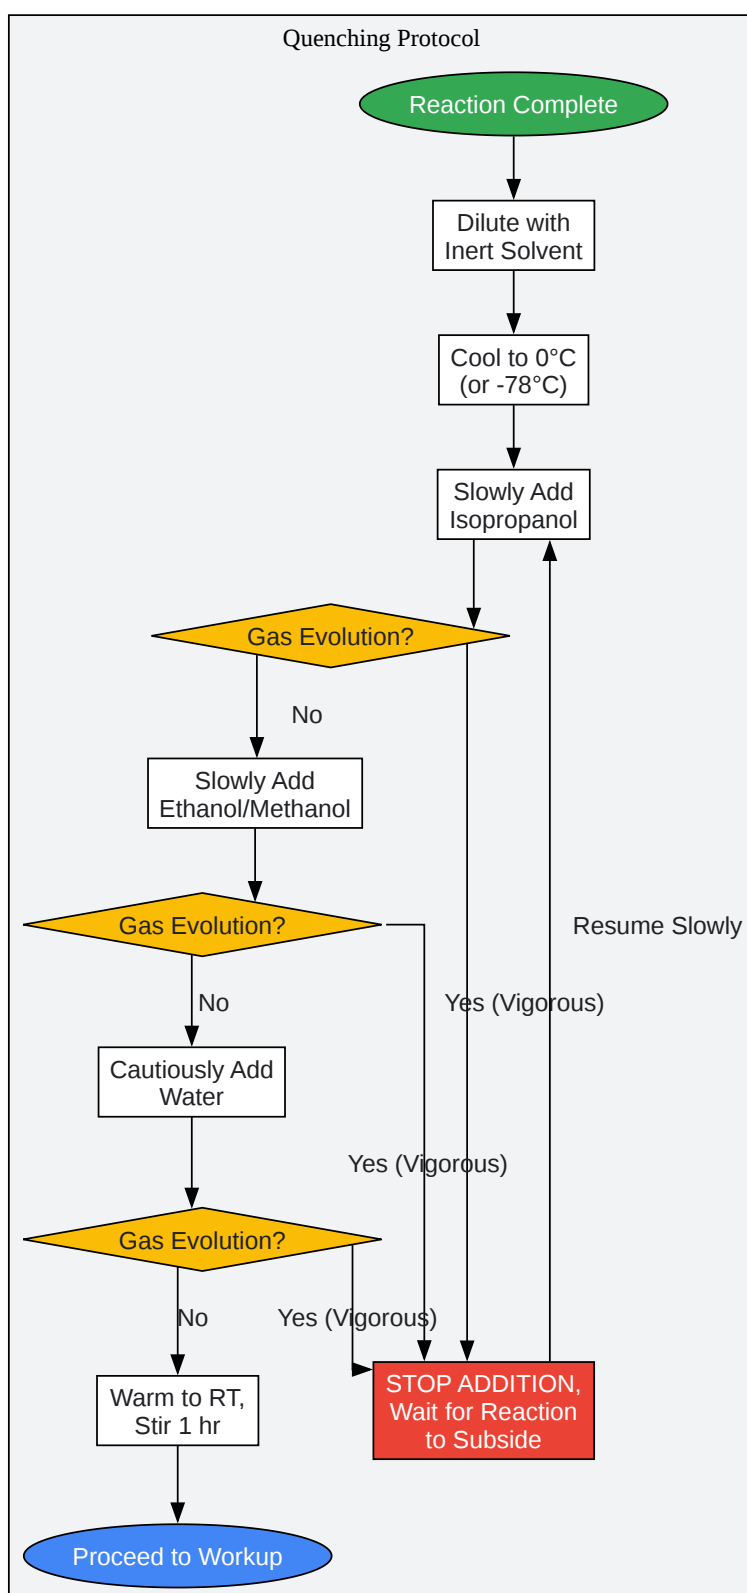 Quenching Protocol
Reaction Complete
Dilute with
Inert Solvent
Cool to 0°C
(or -78°C)
Slowly Add
Isopropanol
Gas Evolution?
No
Slowly Add
Ethanol/Methanol
Gas Evolution?
Resume Slowly
No
Yes (Vigorous)
Cautiously Add
Water
Yes (Vigorous)
Gas Evolution?
No
Yes (Vigorous)
Warm to RT,
Stir 1 hr
STOP ADDITION,
Wait for Reaction
to Subside
Proceed to Workup